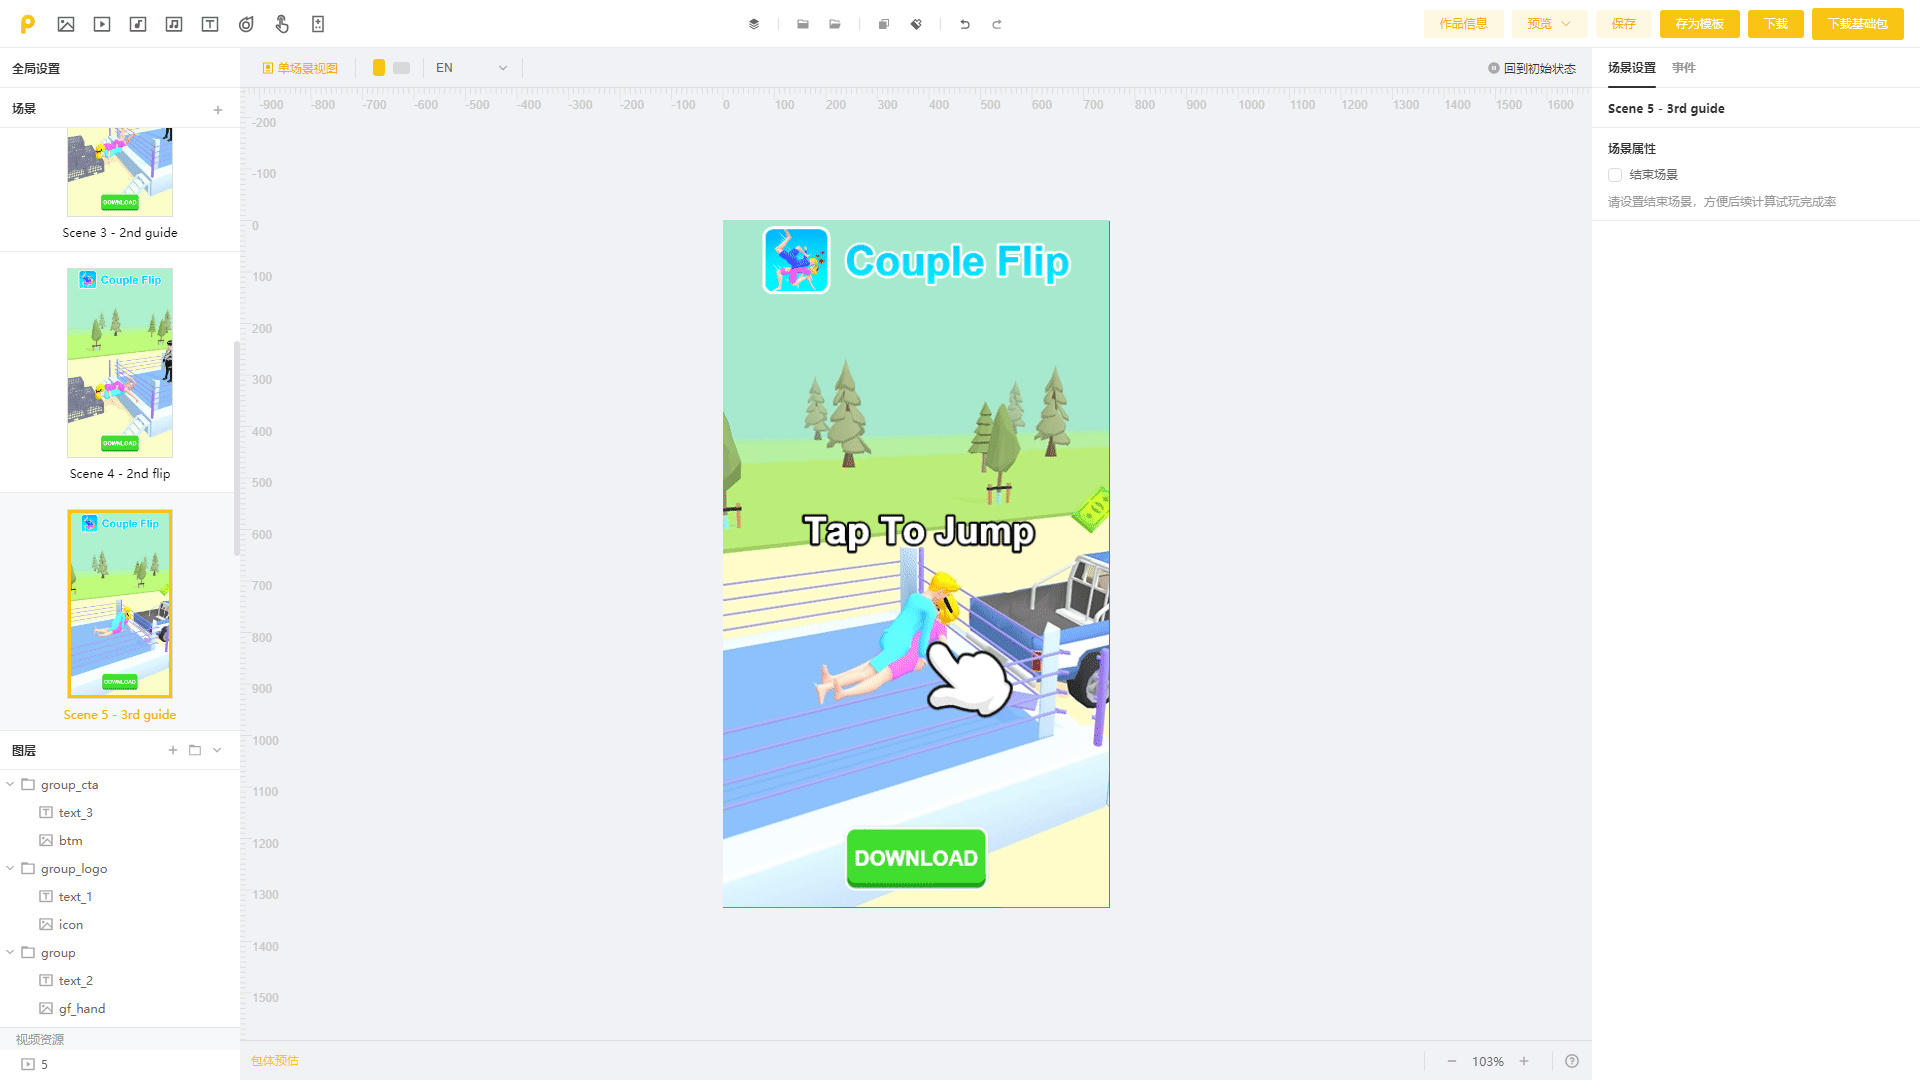 作品信息
预览
保存
存为模板
下载
下载基础包
全局设置
单场景视图
EN
回到初始状态
场景设置
事件
场景
-900 -800 -700 -600 -500 -400 -300 -200 -100 0 100 200 300 400 500 600 700 800 900 1000 1100 1200 1300 1400 1500 1600
Scene 5 - 3rd guide
-200
-100
0
100
200
300
400
500
600
700
800
900
1000
1100
1200
1300
1400
1500
场景属性
结束场景
请设置结束场景，方便后续计算试玩完成率
DOWNLOAD
Scene 3 - 2nd guide
Couple Flip
DOWNLOAD
Scene 4 - 2nd flip
Couple Flip
DOWNLOAD
Scene 5 - 3rd guide
Couple Flip
Tap To Jump
DOWNLOAD
图层
group_cta
text_3
btm
group_logo
text_1
icon
group
text_2
gf_hand
视频资源
5
包体预估
103%